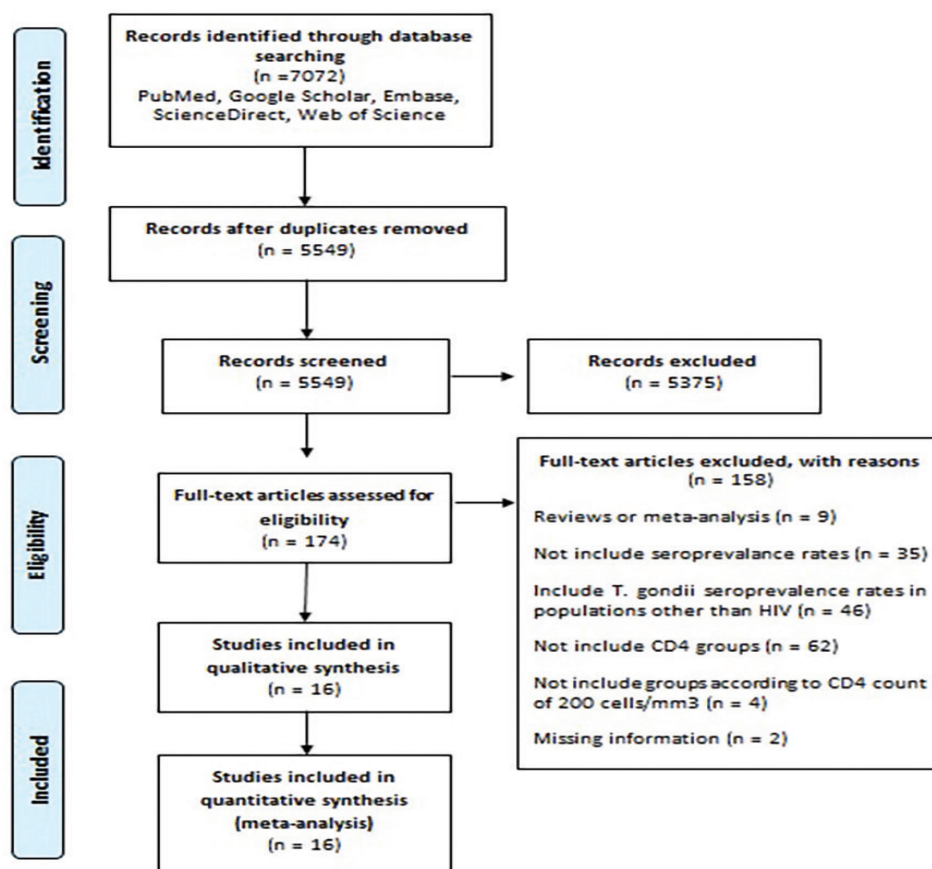 Identification
Records identified through database
searching
(n =7072)
PubMed, Google Scholar, Embase,
ScienceDirect, Web of Science
Records after duplicates removed
(n = 5549)
Screening
Records screened
(n = 5549)
Records excluded
(n = 5375)
Eligibility
Full-text articles assessed for
eligibility
(n = 174)
Full-text articles excluded, with reasons
(n = 158)
Reviews or meta-analysis (n = 9)
Not include seroprevalance rates (n = 35)
Include T. gondii seroprevalence rates in
populations other than HIV (n = 46)
Not include CD4 groups (n = 62)
Not include groups according to CD4 count
of 200 cells/mm3 (n = 4)
Missing information (n = 2)
Studies included in
qualitative synthesis
(n = 16)
Included
Studies included in
quantitative synthesis
(meta-analysis)
(n = 16)